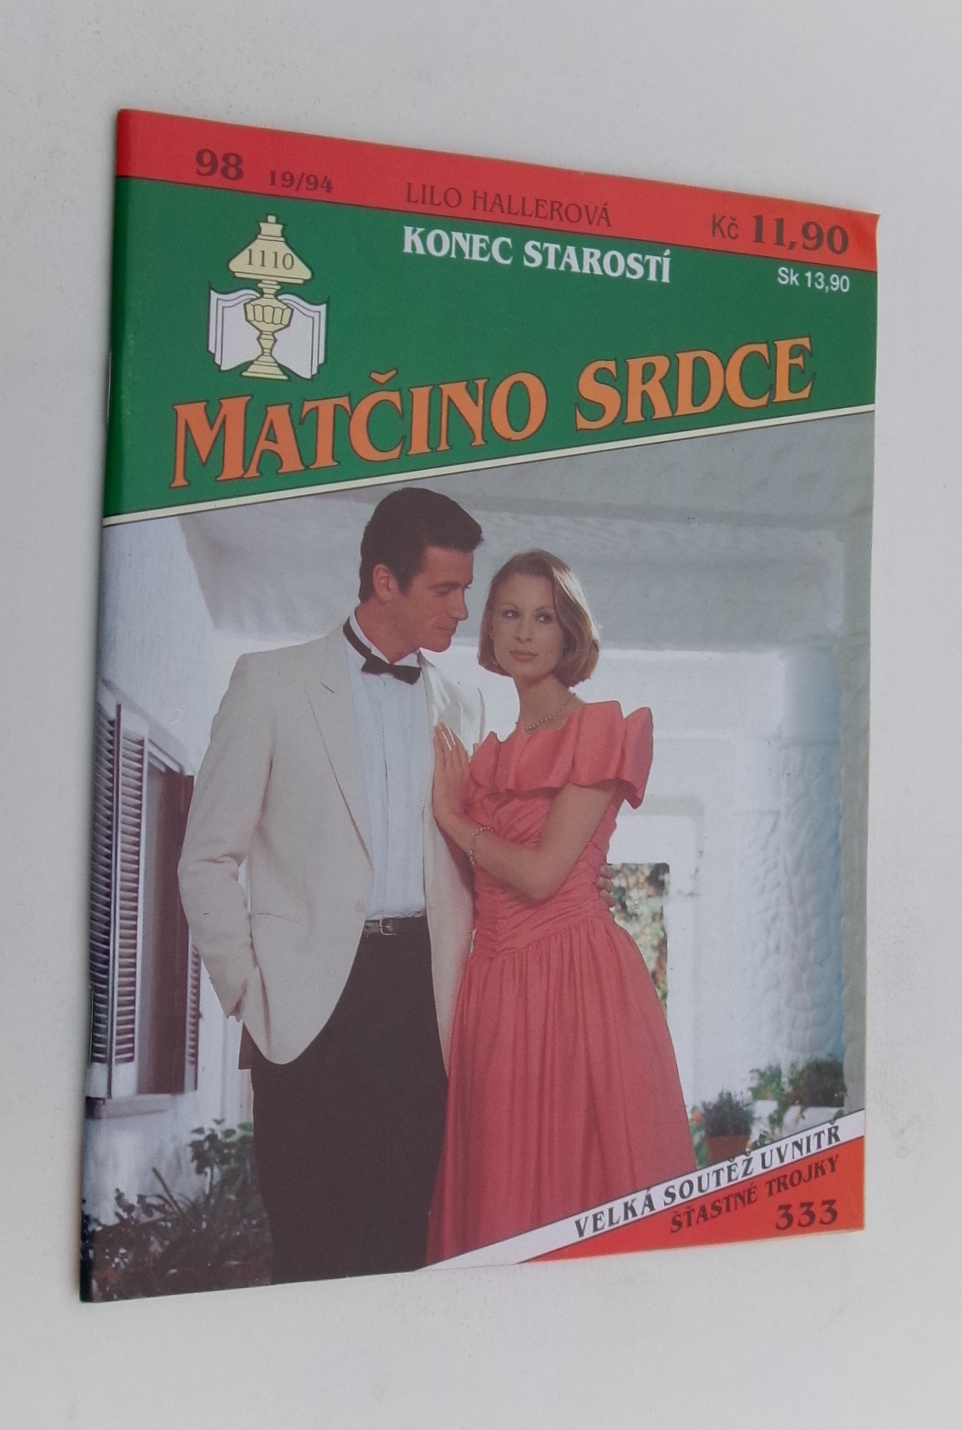 98 19/94 LILO HALLEROVÁ Kč 11,90
KONEC STAROSTÍ Sk 13,90
1110
MATČINO SRDCE
VELKÁ SOUTĚŽ UVNITŘ
ŠŤASTNÉ TROJKY
333